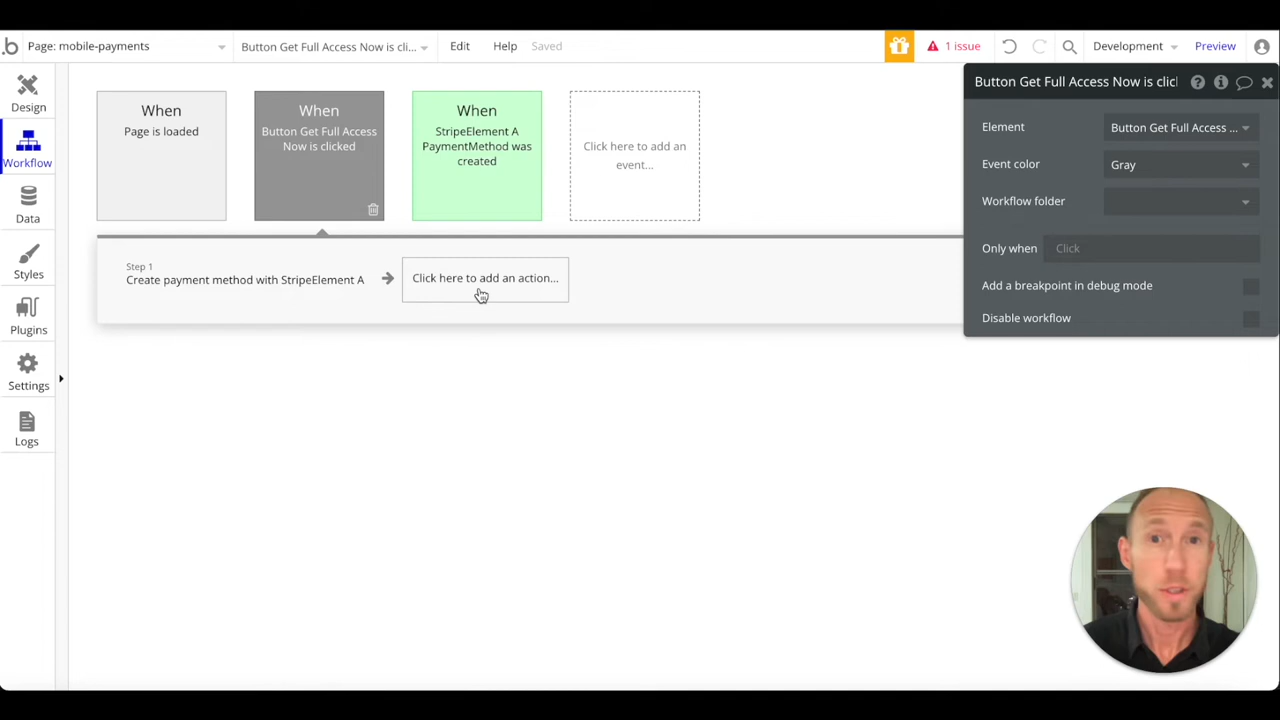 b Page: mobile-payments Button Get Full Access Now is cli... Edit Help Saved 1 issue Development Preview
Design
Workflow
Data
Styles
Plugins
Settings
Logs
When
Page is loaded
When
Button Get Full Access
Now is clicked
When
StripeElement A
PaymentMethod was
created
Click here to add an
event...
Step 1
Create payment method with StripeElement A
Click here to add an action...
Button Get Full Access Now is clic
Element Button Get Full Access ...
Event color Gray
Workflow folder
Only when Click
Add a breakpoint in debug mode
Disable workflow